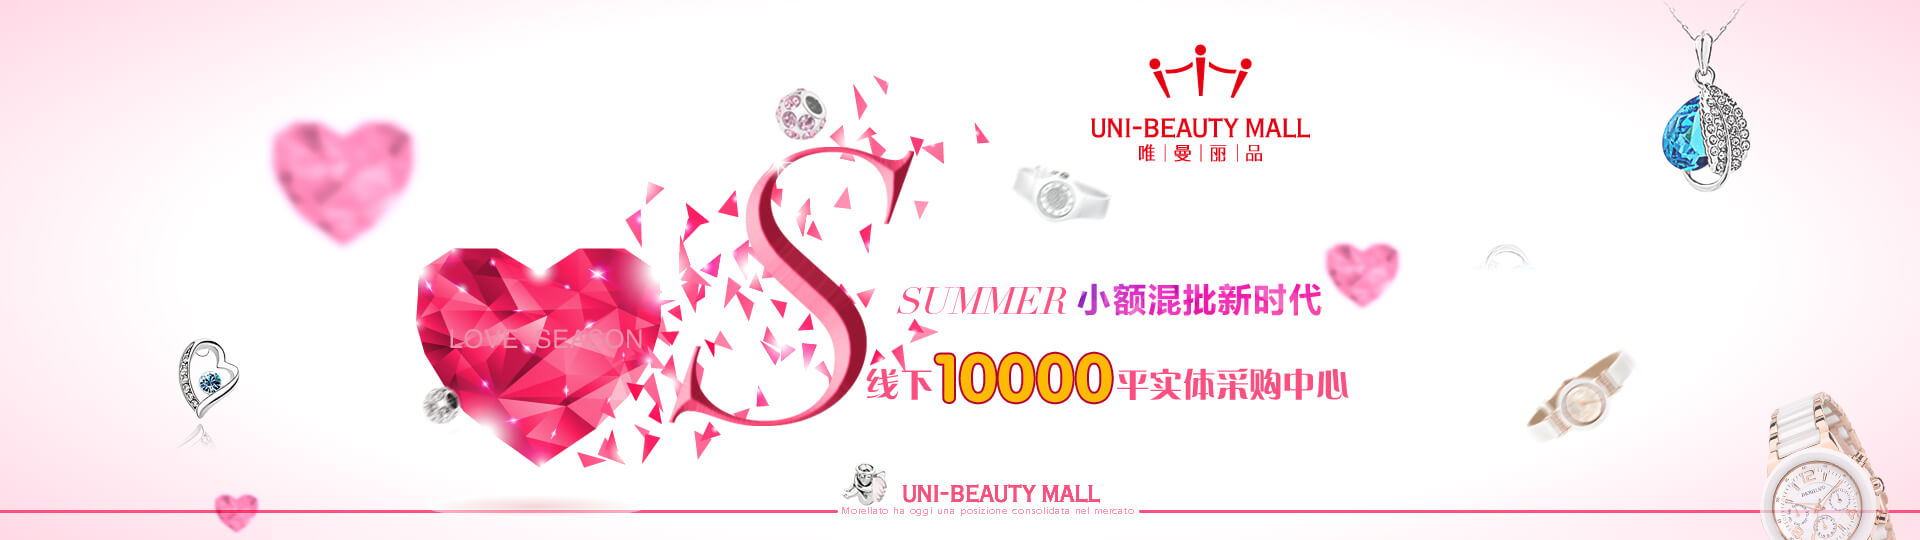 UNI-BEAUTY MALL
唯|曼|丽|品
S
SUMMER 小额混批新时代
LOVE SEASON
线下10000平实体采购中心
UNI-BEAUTY MALL
Morellato ha oggi una posizione consolidata nel mercato